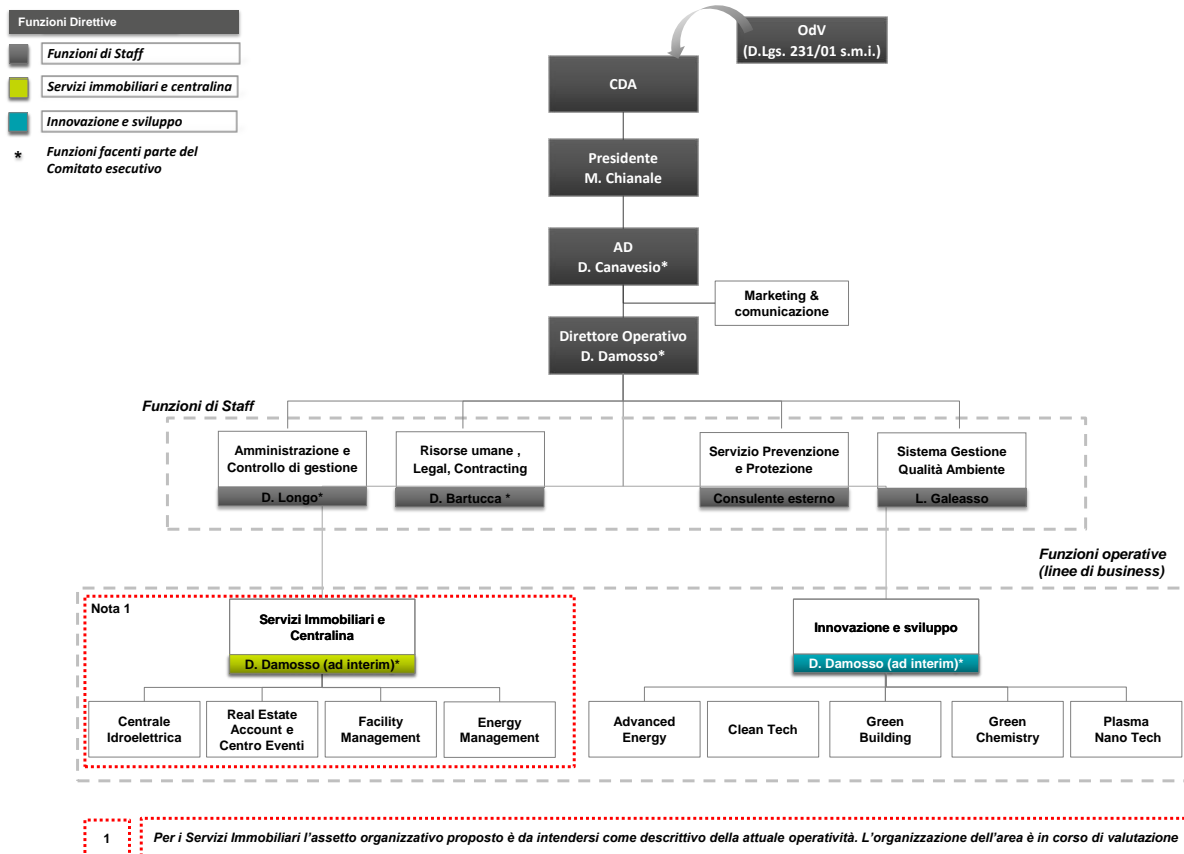 Funzioni Direttive
Funzioni di Staff
Servizi immobiliari e centralina
Innovazione e sviluppo
* Funzioni facenti parte del
Comitato esecutivo
OdV
(D.Lgs. 231/01 s.m.i.)
CDA
Presidente
M. Chianale
AD
D. Canavesio*
Marketing &
comunicazione
Direttore Operativo
D. Damosso*
Funzioni di Staff
Amministrazione e
Controllo di gestione
D. Longo*
Risorse umane ,
Legal, Contracting
D. Bartucca *
Servizio Prevenzione
e Protezione
Consulente esterno
Sistema Gestione
Qualità Ambiente
L. Galeasso
Funzioni operative
(linee di business)
Nota 1
Servizi Immobiliari e
Centralina
D. Damosso (ad interim)*
Innovazione e sviluppo
D. Damosso (ad interim)*
Centrale
Idroelettrica
Real Estate
Account e
Centro Eventi
Facility
Management
Energy
Management
Advanced
Energy
Clean Tech
Green
Building
Green
Chemistry
Plasma
Nano Tech
1
Per i Servizi Immobiliari l'assetto organizzativo proposto è da intendersi come descrittivo della attuale operatività. L'organizzazione dell'area è in corso di valutazione